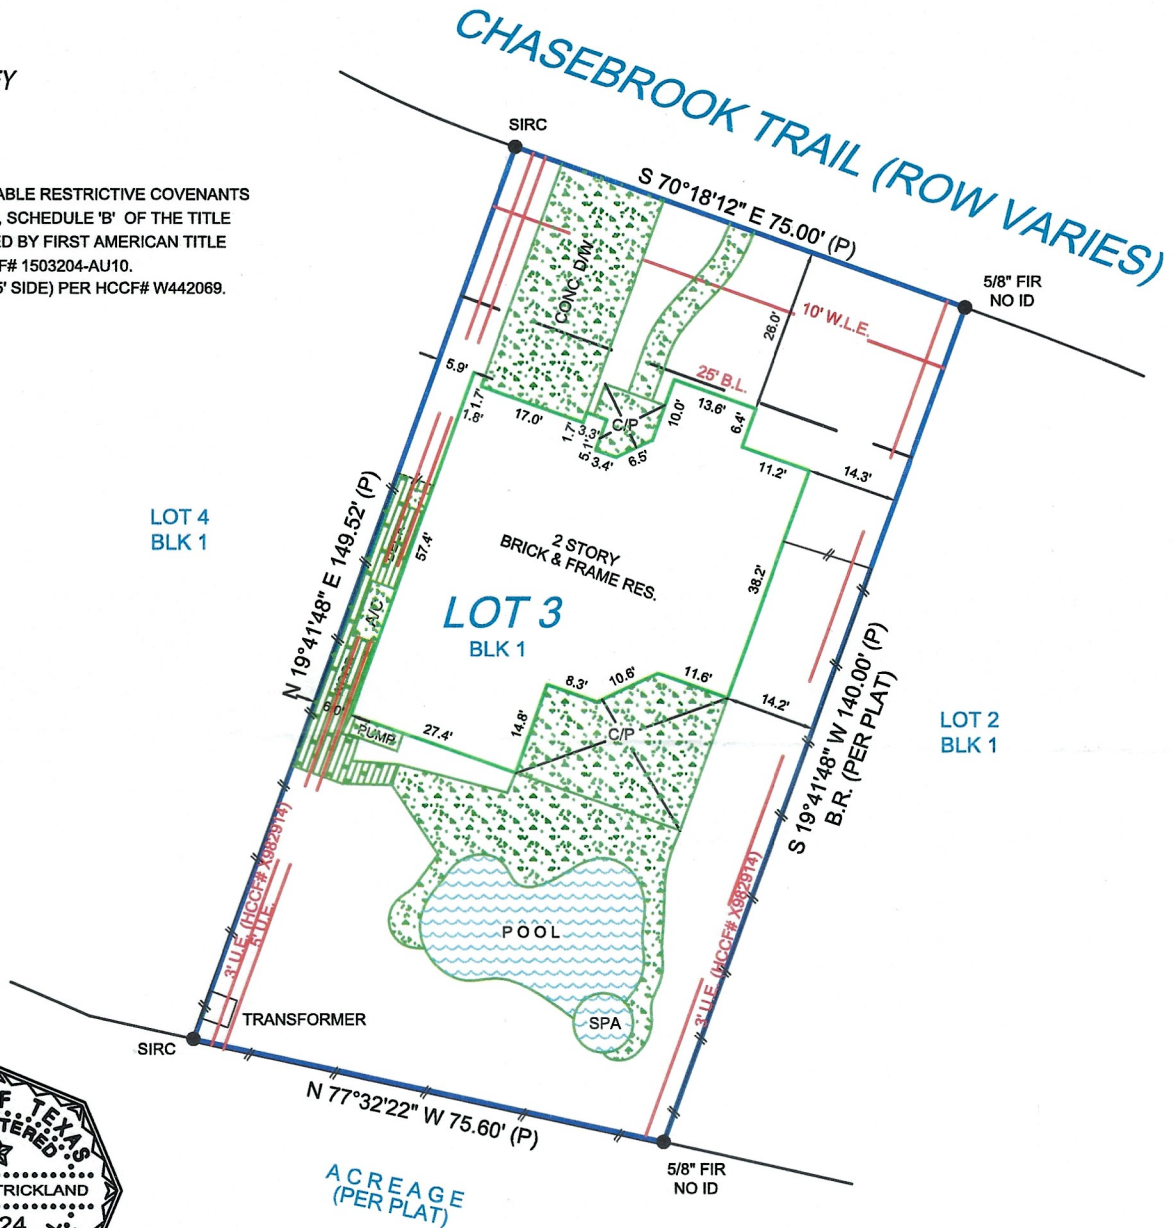 CHASEBROOK TRAIL (ROW VARIES)
SIRC
ABLE RESTRICTIVE COVENANTS
, SCHEDULE 'B' OF THE TITLE
ED BY FIRST AMERICAN TITLE
F# 1503204-AU10.
5' SIDE) PER HCCF# W442069.
S 70°18'12" E 75.00' (P)
5/8" FIR
NO ID
CONC. D/W
26.0'
10' W.L.E.
5.9'
25' B.L.
1.7'
1.8'
17.0'
1.7'
3.3'
C/P
10.0'
13.6'
6.4'
5.1'
3.4'
6.5'
11.2'
14.3'
LOT 4
BLK 1
N 19°41'48" E 149.52' (P)
57.4'
2 STORY
BRICK & FRAME RES.
38.2'
A/C
LOT 3
BLK 1
WOOD
DECK
6.0'
PUMP
27.4'
14.8'
8.3'
10.6'
11.6'
C/P
14.2'
S 19°41'48" W 140.00' (P)
B.R. (PER PLAT)
LOT 2
BLK 1
3' U.E. (HCCF# X982914)
5' U.E.
POOL
SPA
3' U.E. (HCCF# X982914)
TRANSFORMER
SIRC
N 77°32'22" W 75.60' (P)
5/8" FIR
NO ID
ACREAGE
(PER PLAT)
OF TEXAS
TRICKLAND